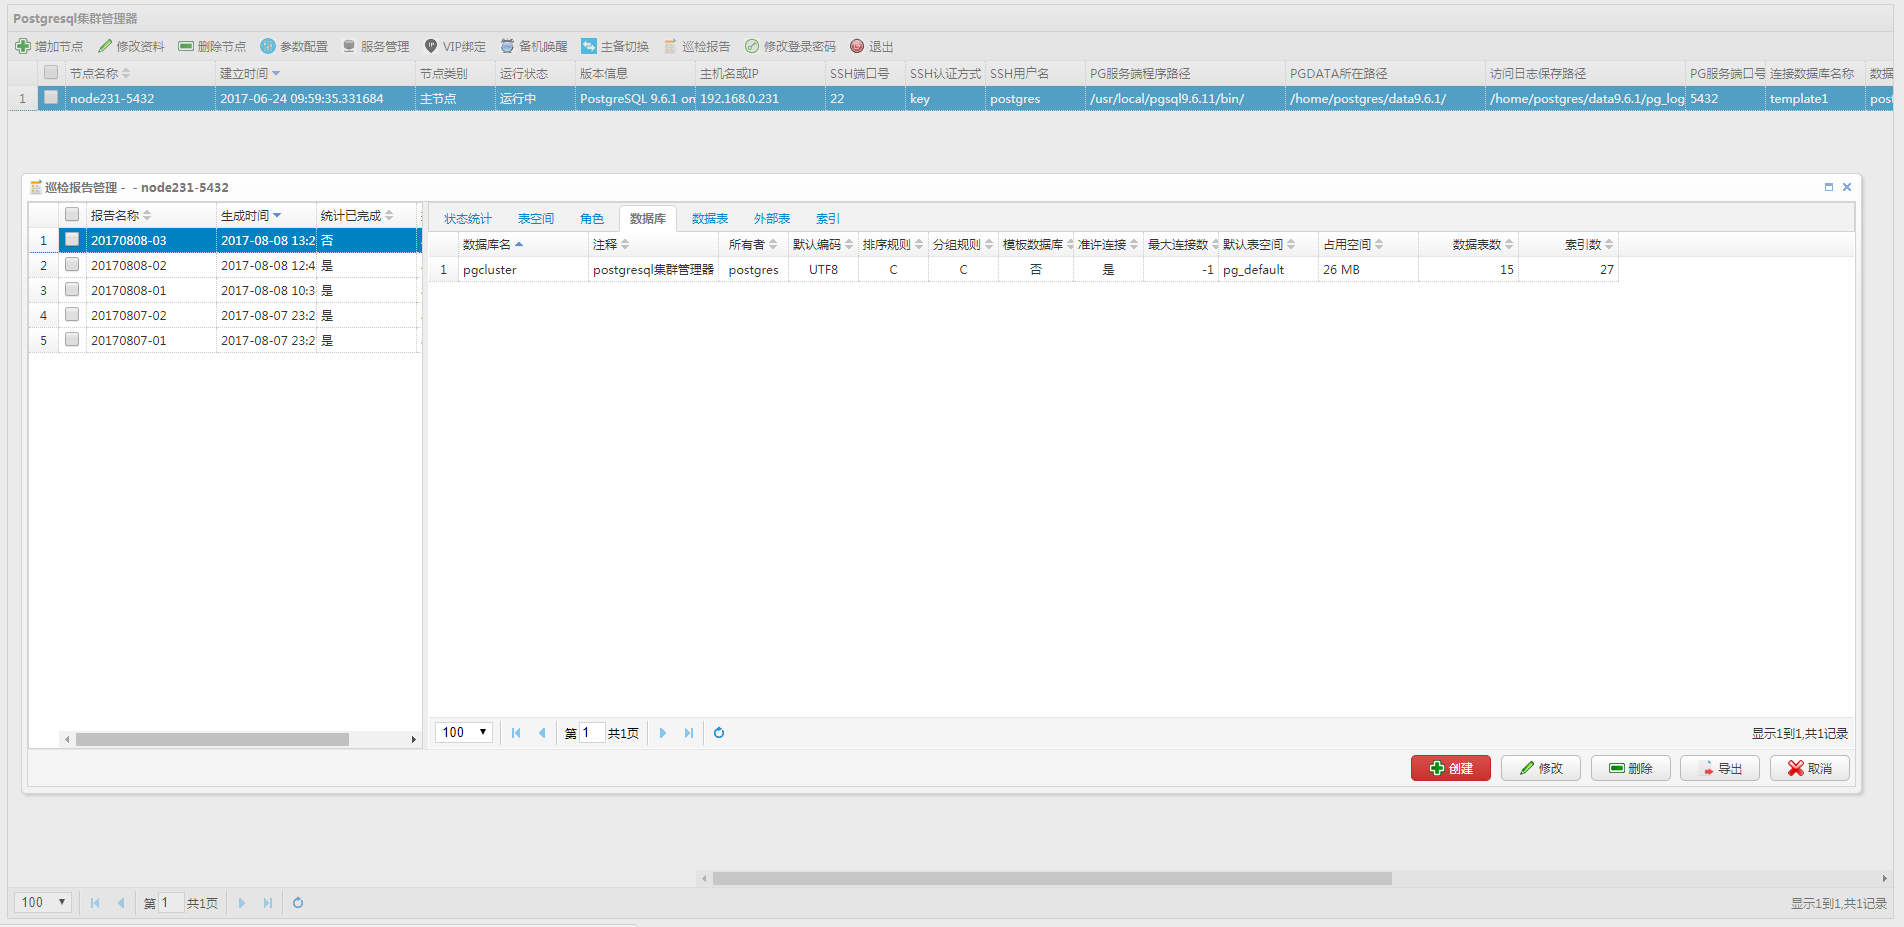 Postgresql集群管理器
增加节点 修改资料 删除节点 参数配置 服务管理 VIP绑定 备机唤醒 主备切换 巡检报告 修改登录密码 退出
节点名称 建立时间 节点类别 运行状态 版本信息 主机名或IP SSH端口号 SSH认证方式 SSH用户名 PG服务端程序路径 PGDATA所在路径 访问日志保存路径 PG服务端口号 连接数据库名称 数据
1 node231-5432 2017-06-24 09:59:35.331684 主节点 运行中 PostgreSQL 9.6.1 on 192.168.0.231 22 key postgres /usr/local/pgsql9.6.11/bin/ /home/postgres/data9.6.1/ /home/postgres/data9.6.1/pg_log 5432 template1 post
巡检报告管理 - - node231-5432
报告名称 生成时间 统计已完成
1 20170808-03 2017-08-08 13:2 否
2 20170808-02 2017-08-08 12:4 是
3 20170808-01 2017-08-08 10:3 是
4 20170807-02 2017-08-07 23:2 是
5 20170807-01 2017-08-07 23:2 是
状态统计 表空间 角色 数据库 数据表 外部表 索引
数据库名 注释 所有者 默认编码 排序规则 分组规则 模板数据库 准许连接 最大连接数 默认表空间 占用空间 数据表数 索引数
1 pgcluster postgresql集群管理器 postgres UTF8 C C 否 是 -1 pg_default 26 MB 15 27
100 第 1 共1页 显示1到1,共1记录
创建 修改 删除 导出 取消
100 第 1 共1页 显示1到1,共1记录